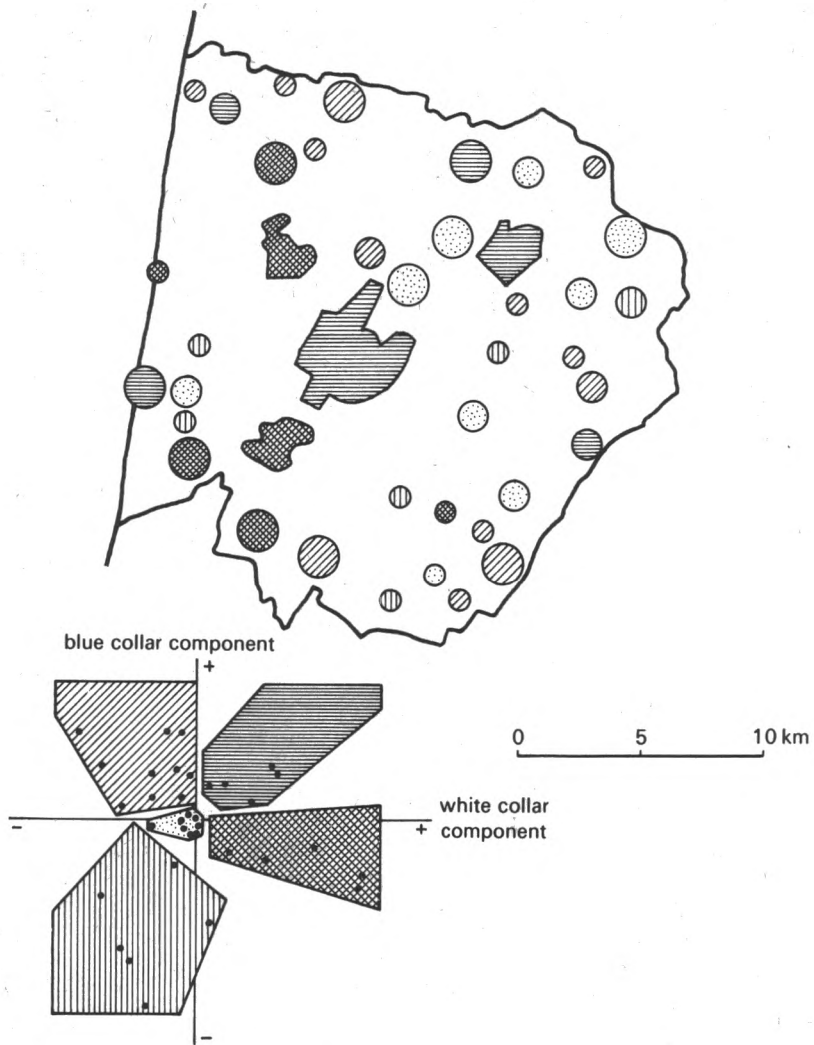 blue collar component
+
0 5 10 km
white collar
- + component
-